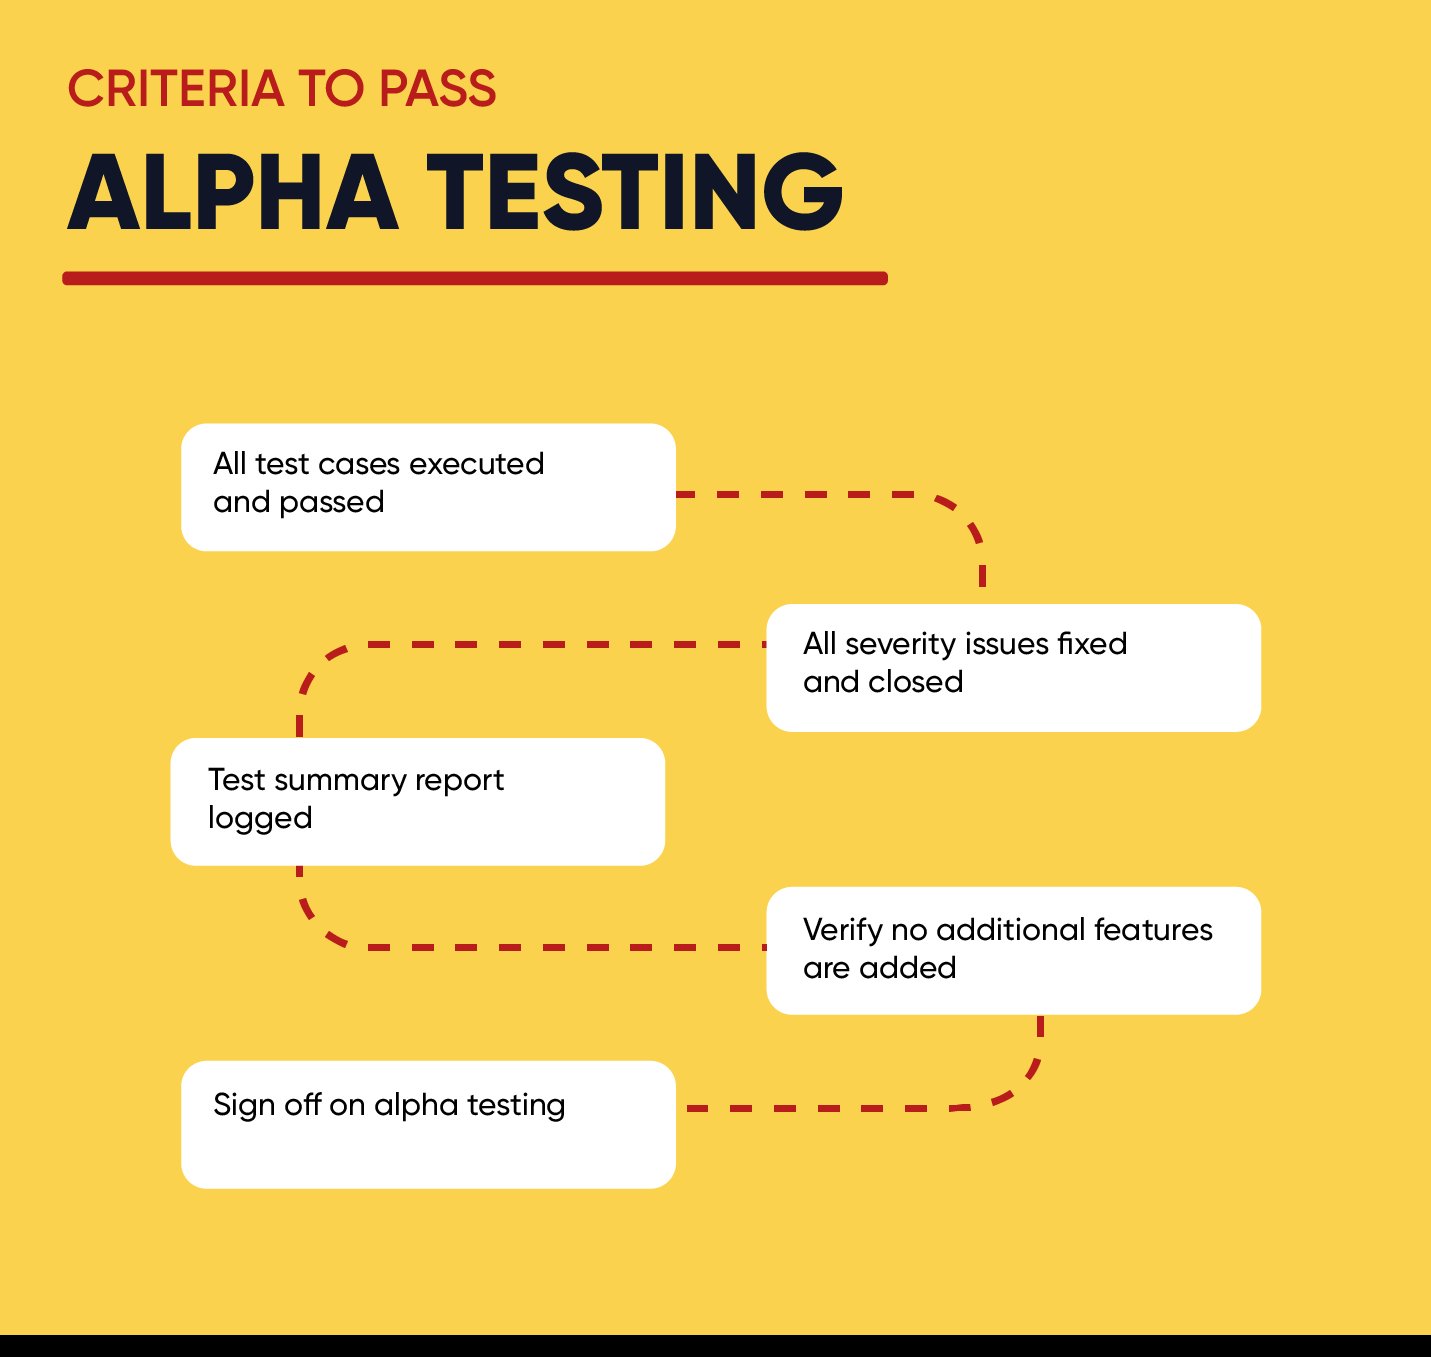 CRITERIA TO PASS
ALPHA TESTING
All test cases executed
and passed
All severity issues fixed
and closed
Test summary report
logged
Verify no additional features
are added
Sign off on alpha testing